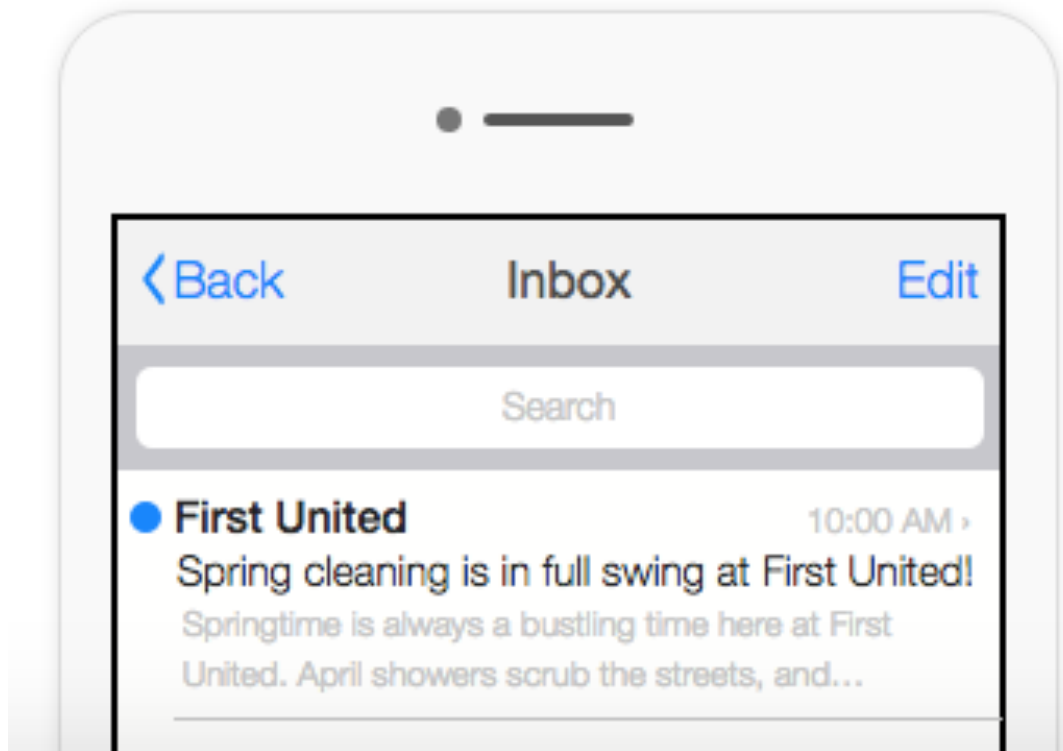 Back Inbox Edit
Search
First United 10:00 AM ›
Spring cleaning is in full swing at First United!
Springtime is always a bustling time here at First
United. April showers scrub the streets, and...